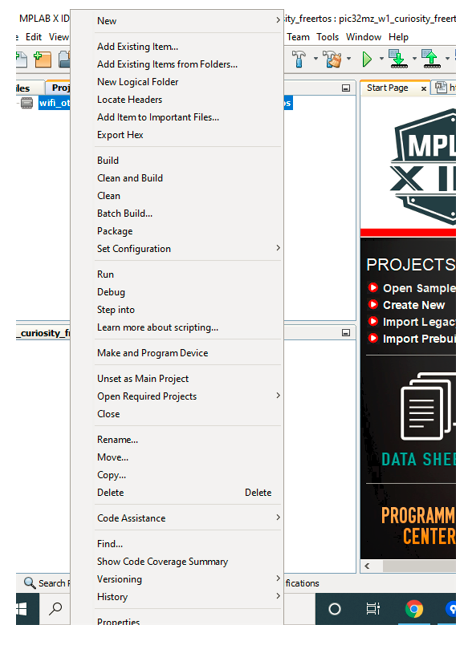 MPLAB X IDE
ity_freertos : pic32mz_w1_curiosity_freert
e Edit View
Team Tools Window Help
les
Proj
Start Page x
h
wifi_ot
os
New
Add Existing Item...
Add Existing Items from Folders...
New Logical Folder
Locate Headers
Add Item to Important Files...
Export Hex
Build
Clean and Build
Clean
Batch Build...
Package
Set Configuration
Run
Debug
Step into
Learn more about scripting...
Make and Program Device
Unset as Main Project
Open Required Projects
Close
Rename...
Move...
Copy...
Delete Delete
Code Assistance
Find...
Show Code Coverage Summary
Versioning
History
Properties
_curiosity_fr
MPL
X ID
PROJECTS
Open Sample
Create New
Import Legac
Import Prebui
DATA SHEE
PROGRAMM
CENTER
Search R
fications